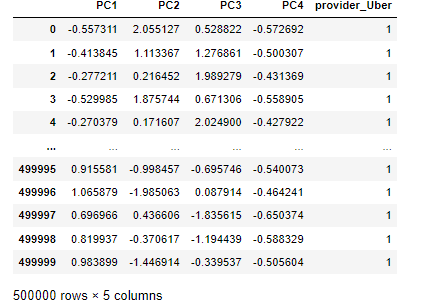 PC1 PC2 PC3 PC4 provider_Uber
0 -0.557311 2.055127 0.528822 -0.572692 1
1 -0.413845 1.113367 1.276861 -0.500307 1
2 -0.277211 0.216452 1.989279 -0.431369 1
3 -0.529985 1.875744 0.671306 -0.558905 1
4 -0.270379 0.171607 2.024900 -0.427922 1
... ... ... ... ... ...
499995 0.915581 -0.998457 -0.695746 -0.540073 1
499996 1.065879 -1.985063 0.087914 -0.464241 1
499997 0.696966 0.436606 -1.835615 -0.650374 1
499998 0.819937 -0.370617 -1.194439 -0.588329 1
499999 0.983899 -1.446914 -0.339537 -0.505604 1
500000 rows × 5 columns